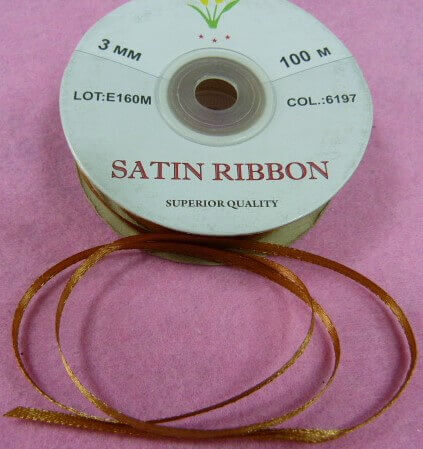 3 MM
100 M
LOT:E160M
COL.:6197
SATIN RIBBON
SUPERIOR QUALITY